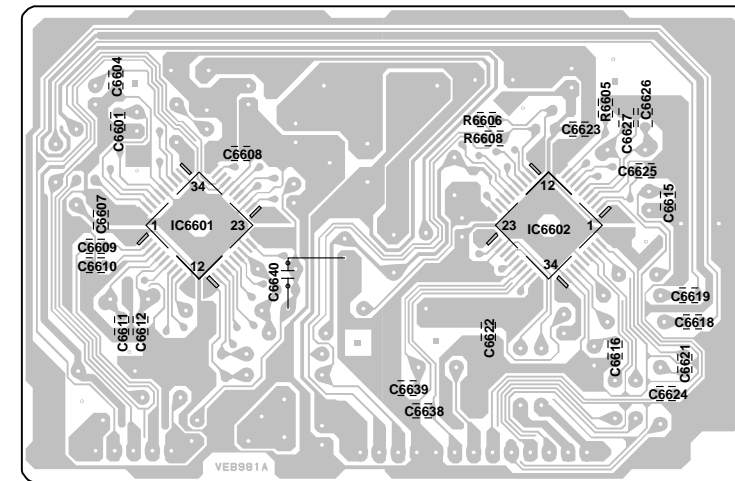 C6604
C6601
C6608
34
C6607
1
IC6601
23
C6609
C6610
12
C6640
C6611
C6612
R6606
R6608
C6623
R6605
C6627
C6626
C6625
12
C6615
23
IC6602
1
34
C6619
C6618
C6622
C6616
C6621
C6639
C6638
C6624
VEB981A